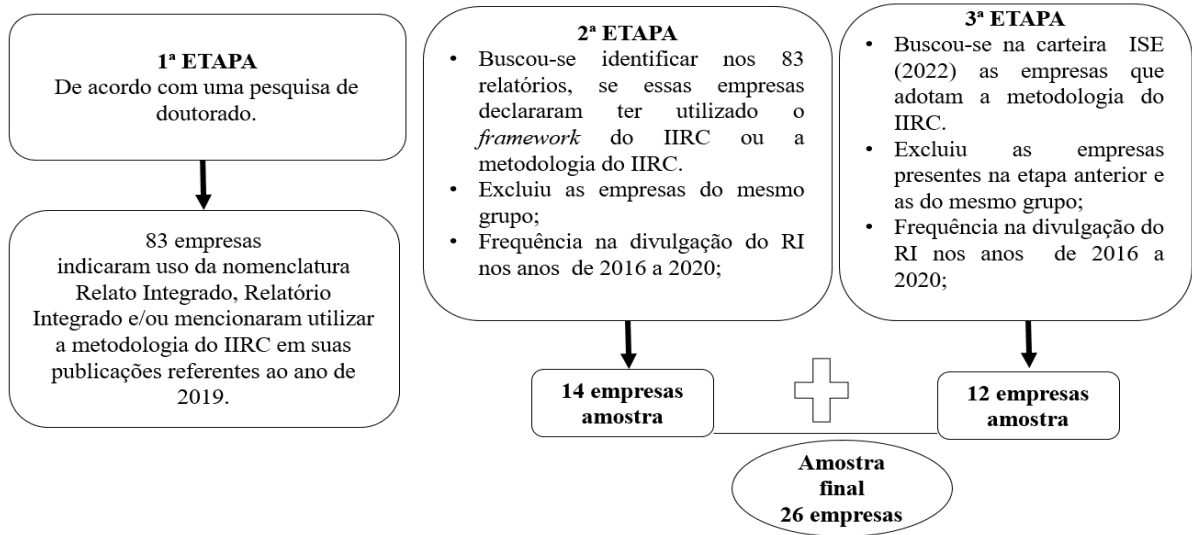 1ª ETAPA
De acordo com uma pesquisa de
doutorado.
83 empresas
indicaram uso da nomenclatura
Relato Integrado, Relatório
Integrado e/ou mencionaram utilizar
a metodologia do IIRC em suas
publicações referentes ao ano de
2019.
2ª ETAPA
• Buscou-se identificar nos 83
relatórios, se essas empresas
declararam ter utilizado o
framework do IIRC ou a
metodologia do IIRC.
• Excluiu as empresas do mesmo
grupo;
• Frequência na divulgação do RI
nos anos de 2016 a 2020;
14 empresas
amostra
3ª ETAPA
• Buscou-se na carteira ISE
(2022) as empresas que
adotam a metodologia do
IIRC.
• Excluiu as empresas
presentes na etapa anterior e
as do mesmo grupo;
• Frequência na divulgação do
RI nos anos de 2016 a
2020;
12 empresas
amostra
Amostra
final
26 empresas